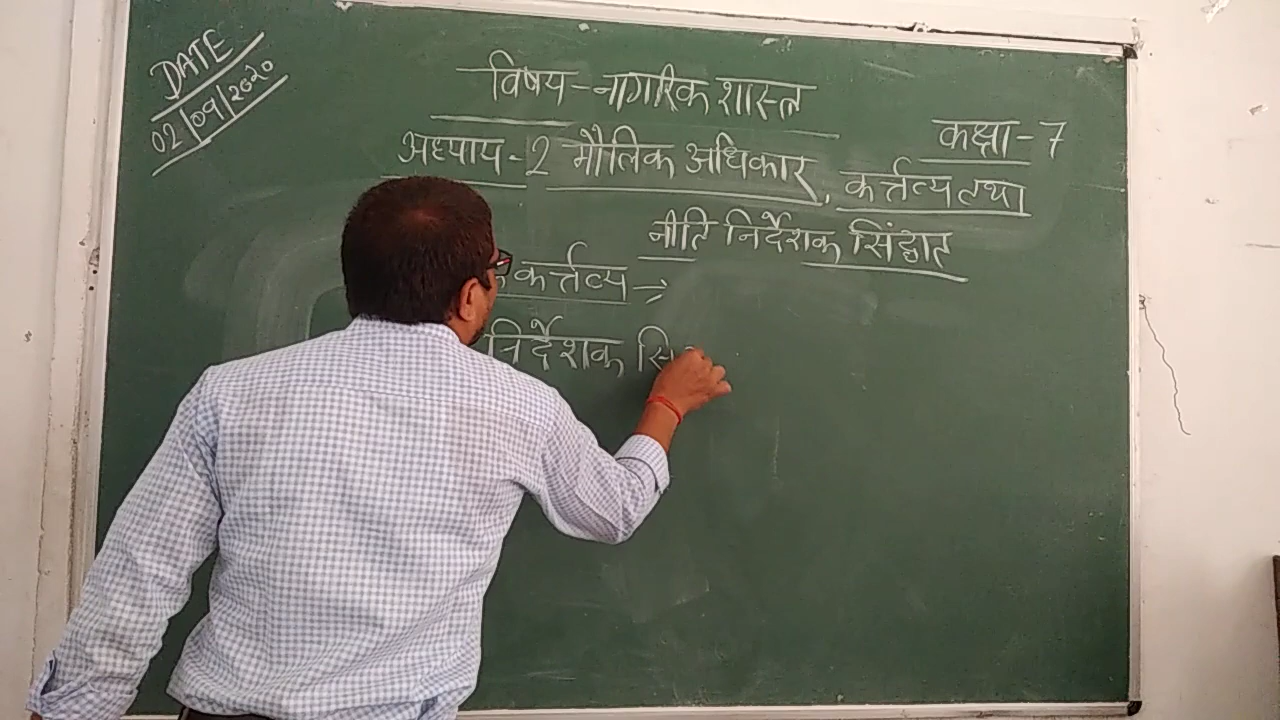 DATE
02/09/2020
विषय-नागरिक शास्त्र
कक्षा-7
अध्याय-2 मौलिक अधिकार, कर्त्तव्य तथा
नीति निर्देशक सिंद्धात
कर्त्तव्य →
निर्देशक सि